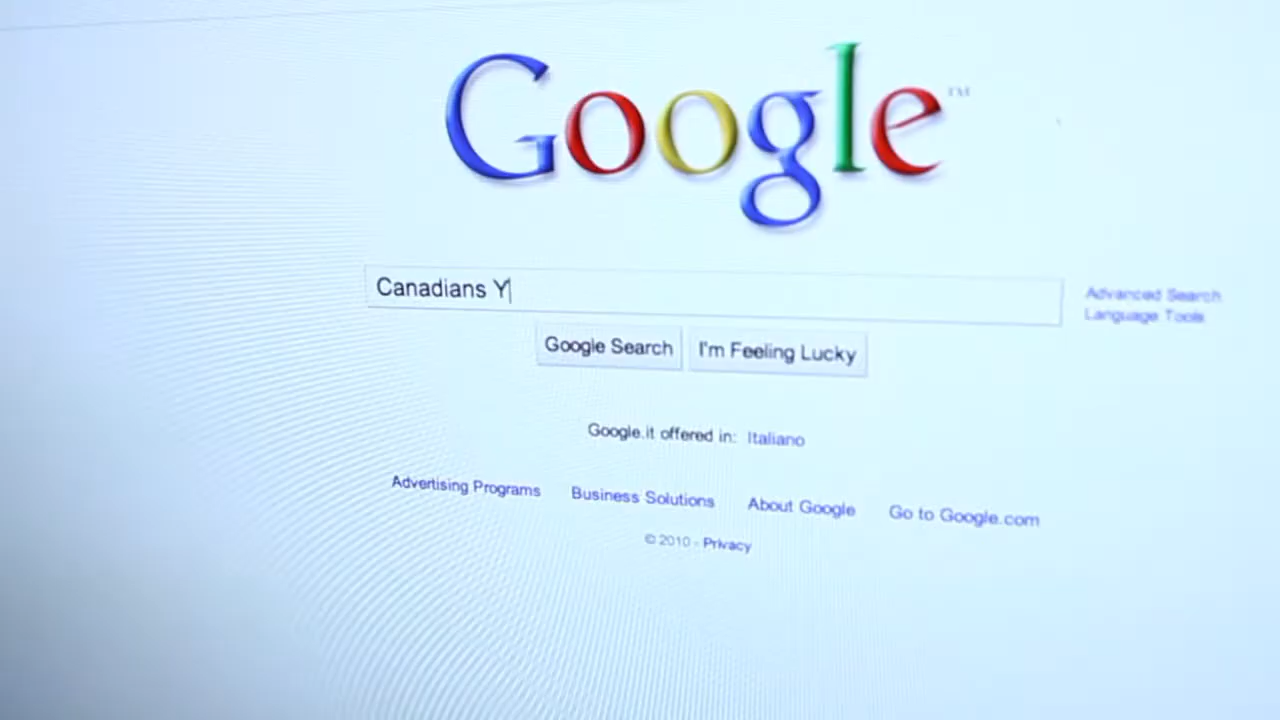 Google™
Canadians Y
Advanced Search
Language Tools
Google Search I'm Feeling Lucky
Google.it offered in: Italiano
Advertising Programs Business Solutions About Google Go to Google.com
© 2010 - Privacy